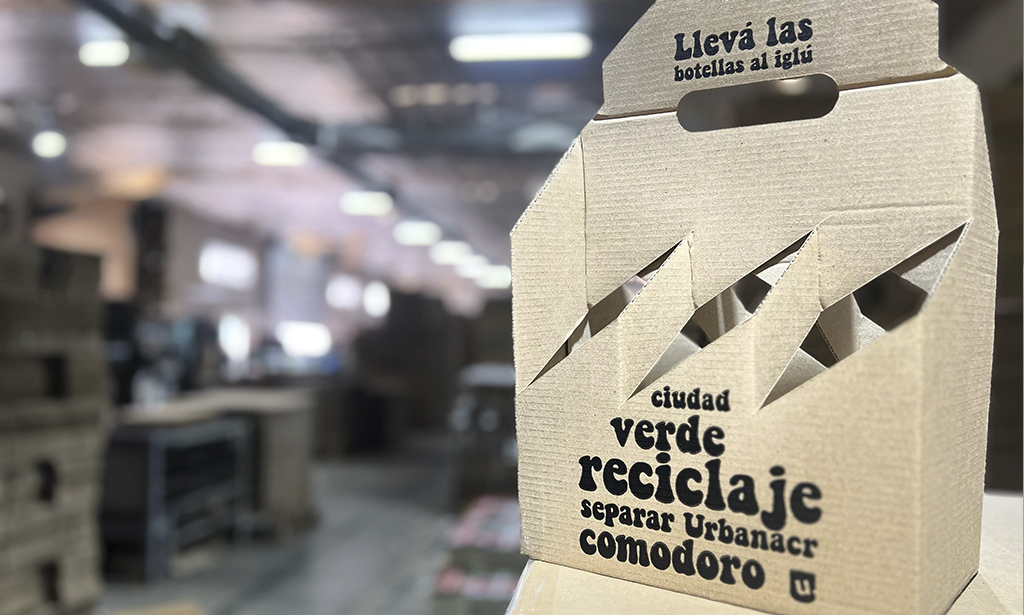 Llevá las
botellas al iglú
ciudad
verde
reciclaje
separar Urbanacr
comodoro